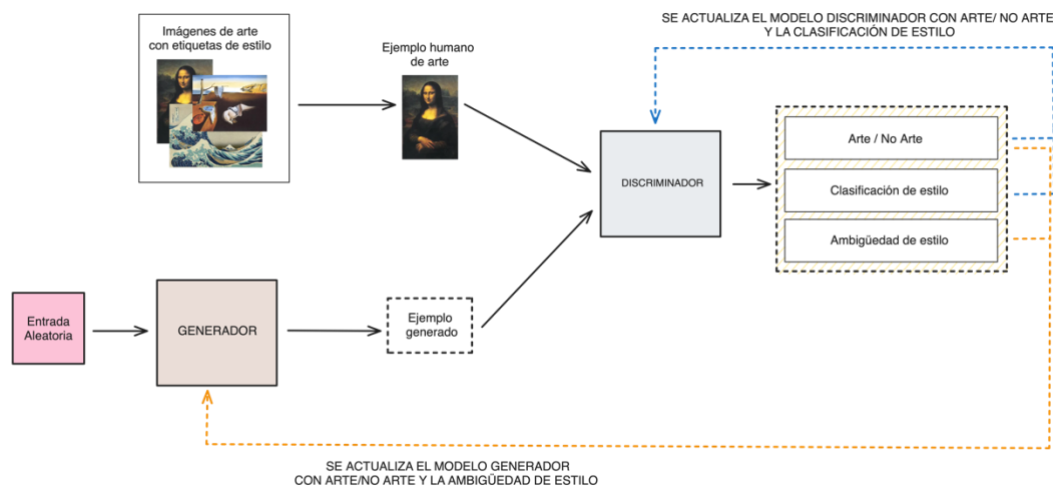 SE ACTUALIZA EL MODELO DISCRIMINADOR CON ARTE/ NO ARTE
Y LA CLASIFICACIÓN DE ESTILO
Imágenes de arte
con etiquetas de estilo
Ejemplo humano
de arte
DISCRIMINADOR
Arte / No Arte
Clasificación de estilo
Ambigüedad de estilo
Entrada
Aleatoria
GENERADOR
Ejemplo
generado
SE ACTUALIZA EL MODELO GENERADOR
CON ARTE/NO ARTE Y LA AMBIGÜEDAD DE ESTILO